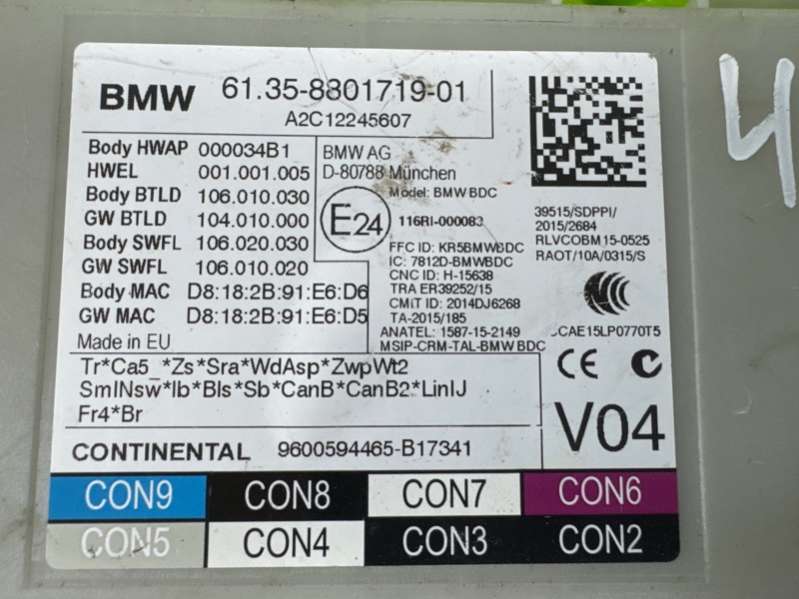 BMW 61.35-8801719-01
A2C12245607
Body HWAP 000034B1
HWEL 001.001.005
Body BTLD 106.010.030
GW BTLD 104.010.000
Body SWFL 106.020.030
GW SWFL 106.010.020
Body MAC D8:18:2B:91:E6:D6
GW MAC D8:18:2B:91:E6:D5
Made in EU
BMW AG
D-80788 München
Model: BMW BDC
E24 116RI-000083
FFC ID: KR5BMWBDC
IC: 7812D-BMWBDC
CNC ID: H-15638
TRA ER39252/15
CMIT ID: 2014DJ6268
TA-2015/185
ANATEL: 1587-15-2149
MSIP-CRM-TAL-BMW BDC
39515/SDPPI/
2015/2684
RLVCOBM15-0525
RAOT/10A/0315/S
CCAE15LP0770T5
CE
Tr*Ca5_*Zs*Sra*WdAsp*ZwpWt2
SmINsw*Ib*Bls*Sb*CanB*CanB2*LinIJ
Fr4*Br
V04
CONTINENTAL 9600594465-B17341
CON9 CON8 CON7 CON6
CON5 CON4 CON3 CON2